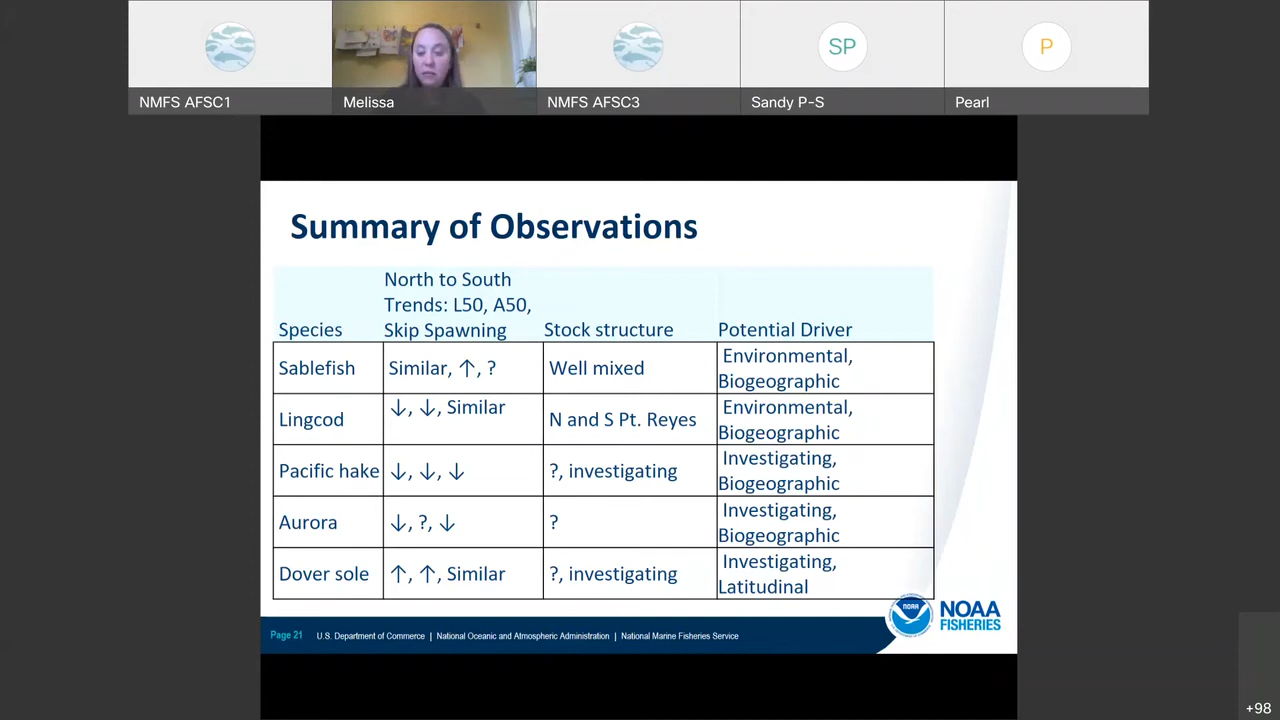 SP
P
NMFS AFSC1
Melissa
NMFS AFSC3
Sandy P-S
Pearl
Summary of Observations
Species
North to South
Trends: L50, A50,
Skip Spawning
Stock structure
Potential Driver
Sablefish
Similar, ↑, ?
Well mixed
Environmental,
Biogeographic
Lingcod
↓, ↓, Similar
N and S Pt. Reyes
Environmental,
Biogeographic
Pacific hake
↓, ↓, ↓
?, investigating
Investigating,
Biogeographic
Aurora
↓, ?, ↓
?
Investigating,
Biogeographic
Dover sole
↑, ↑, Similar
?, investigating
Investigating,
Latitudinal
NOAA
NOAA
FISHERIES
Page 21
U.S. Department of Commerce | National Oceanic and Atmospheric Administration | National Marine Fisheries Service
+98